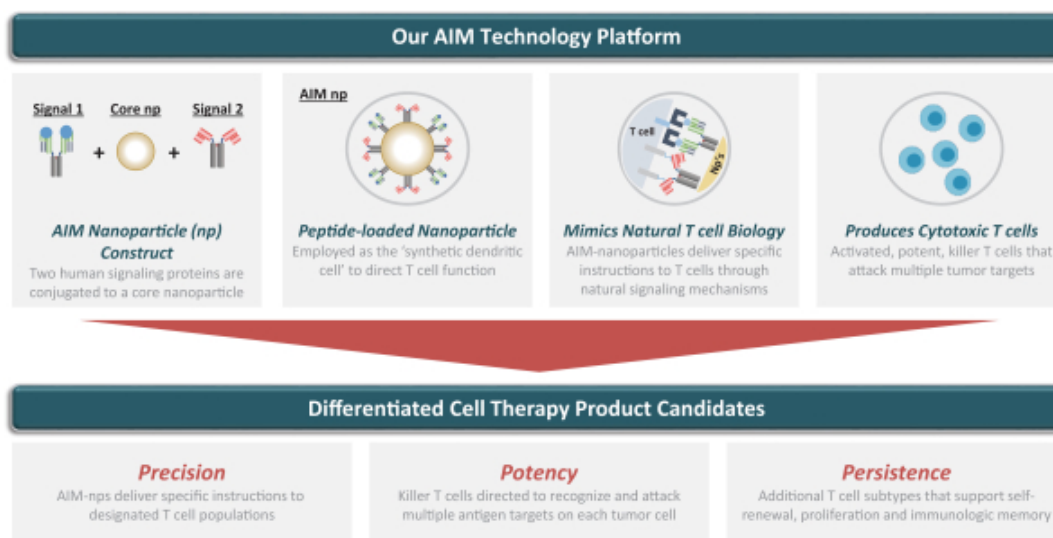 Our AIM Technology Platform
Signal 1 Core np Signal 2
+ +
AIM Nanoparticle (np)
Construct
Two human signaling proteins are
conjugated to a core nanoparticle
AIM np
Peptide-loaded Nanoparticle
Employed as the ‘synthetic dendritic
cell’ to direct T cell function
T cell
Np's
Mimics Natural T cell Biology
AIM-nanoparticles deliver specific
instructions to T cells through
natural signaling mechanisms
Produces Cytotoxic T cells
Activated, potent, killer T cells that
attack multiple tumor targets
Differentiated Cell Therapy Product Candidates
Precision
AIM-nps deliver specific instructions to
designated T cell populations
Potency
Killer T cells directed to recognize and attack
multiple antigen targets on each tumor cell
Persistence
Additional T cell subtypes that support self-
renewal, proliferation and immunologic memory